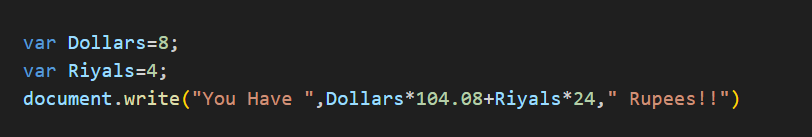 var Dollars=8;
var Riyals=4;
document.write("You Have ",Dollars*104.08+Riyals*24," Rupees!!")